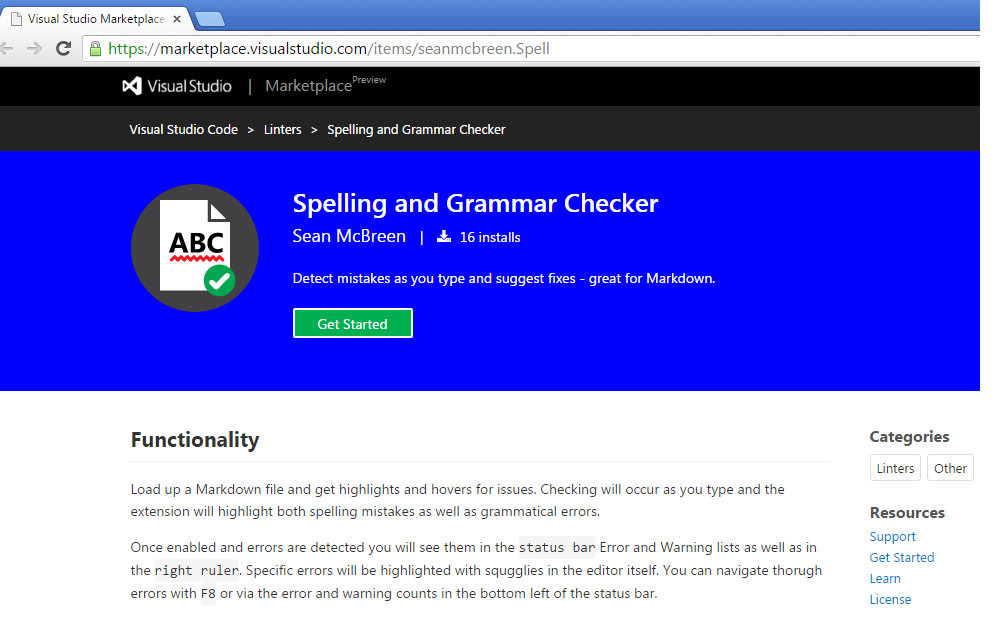 Visual Studio Marketplace
https://marketplace.visualstudio.com/items/seanmcbreen.Spell
Visual Studio | Marketplace Preview
Visual Studio Code > Linters > Spelling and Grammar Checker
ABC
Spelling and Grammar Checker
Sean McBreen | 16 installs
Detect mistakes as you type and suggest fixes - great for Markdown.
Get Started
Functionality
Load up a Markdown file and get highlights and hovers for issues. Checking will occur as you type and the
extension will highlight both spelling mistakes as well as grammatical errors.
Once enabled and errors are detected you will see them in the status bar Error and Warning lists as well as in
the right ruler. Specific errors will be highlighted with squgglies in the editor itself. You can navigate thorugh
errors with F8 or via the error and warning counts in the bottom left of the status bar.
Categories
Linters Other
Resources
Support
Get Started
Learn
License